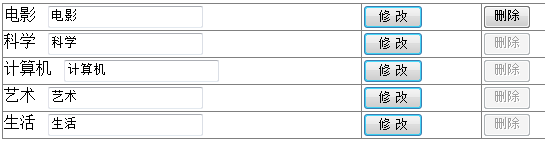 电影 电影 修 改 删除
科学 科学 修 改 删除
计算机 计算机 修 改 删除
艺术 艺术 修 改 删除
生活 生活 修 改 删除